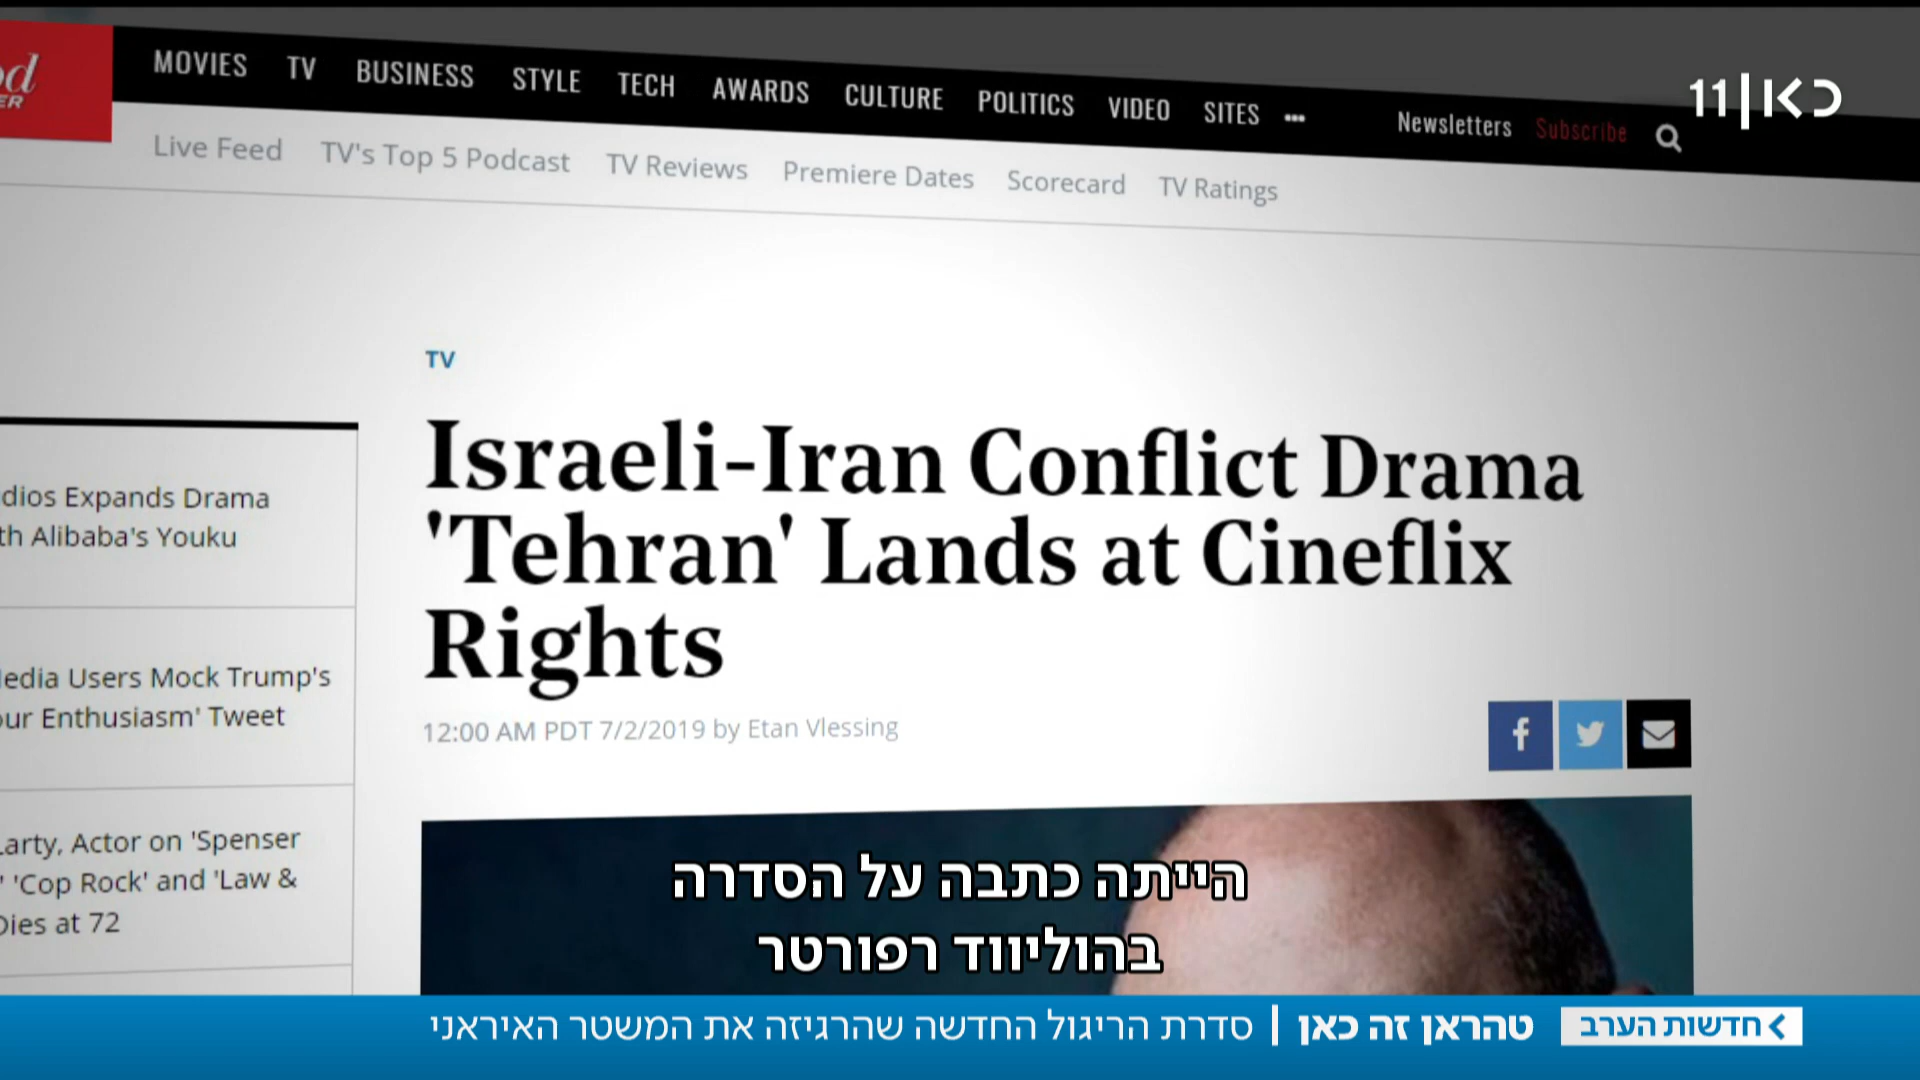 od
ER
MOVIES TV BUSINESS STYLE TECH AWARDS CULTURE POLITICS VIDEO SITES ••• Newsletters Subscribe
כאן 11
Live Feed TV's Top 5 Podcast TV Reviews Premiere Dates Scorecard TV Ratings
TV
Israeli-Iran Conflict Drama
'Tehran' Lands at Cineflix
Rights
12:00 AM PDT 7/2/2019 by Etan Vlessing
dios Expands Drama
th Alibaba's Youku
edia Users Mock Trump's
our Enthusiasm' Tweet
arty, Actor on 'Spenser
' 'Cop Rock' and 'Law &
Dies at 72
הייתה כתבה על הסדרה
בהוליווד רפורטר
חדשות הערב
טהראן זה כאן | סדרת הריגול החדשה שהרגיזה את המשטר האיראני